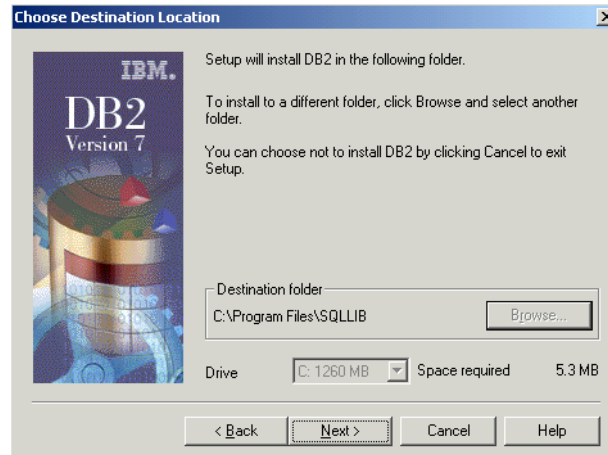 Choose Destination Location
IBM.
DB2
Version 7
Setup will install DB2 in the following folder.
To install to a different folder, click Browse and select another
folder.
You can choose not to install DB2 by clicking Cancel to exit
Setup.
Destination folder
C:\Program Files\SQLLIB
Browse...
Drive
C: 1260 MB
Space required
5.3 MB
< Back
Next >
Cancel
Help